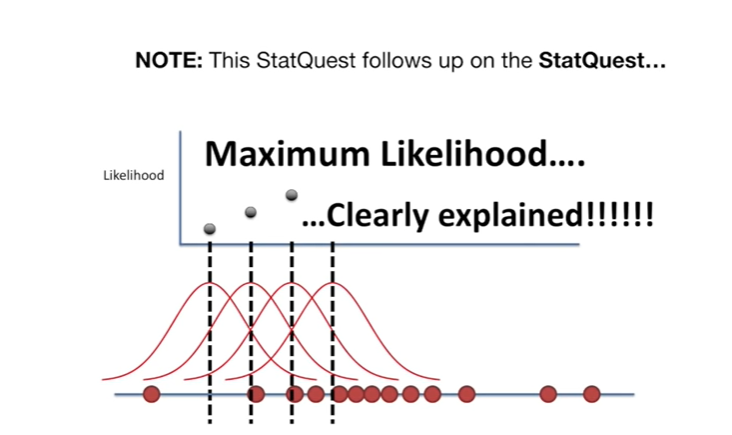 NOTE: This StatQuest follows up on the StatQuest...
Maximum Likelihood....
Likelihood
...Clearly explained!!!!!!